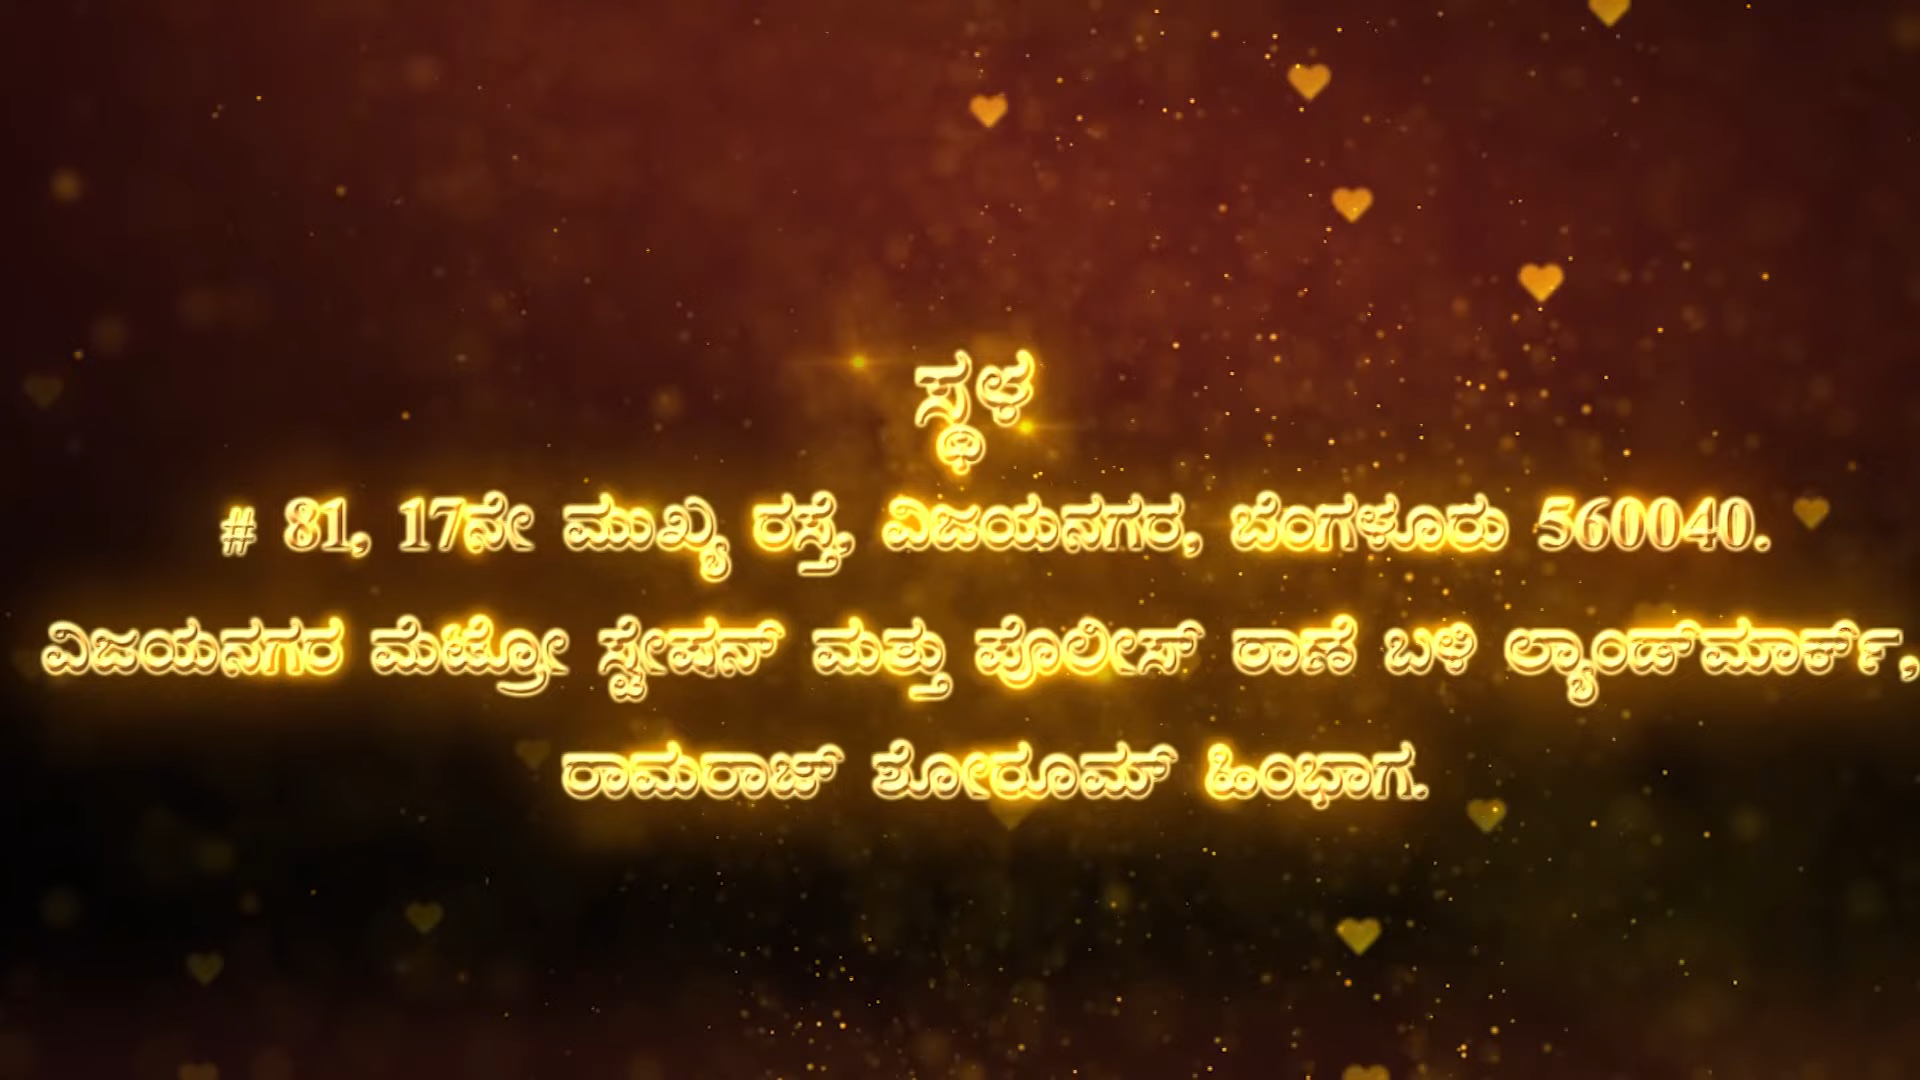 ಸ್ಥಳ
# 81, 17ನೇ ಮುಖ್ಯ ರಸ್ತೆ, ವಿಜಯನಗರ, ಬೆಂಗಳೂರು 560040.
ವಿಜಯನಗರ ಮೆಟ್ರೋ ಸ್ಟೇಷನ್ ಮತ್ತು ಪೊಲೀಸ್ ಠಾಣೆ ಬಳಿ ಲ್ಯಾಂಡ್‌ಮಾರ್ಕ್,
ರಾಮರಾಜ್ ಶೋರೂಮ್ ಹಿಂಭಾಗ.